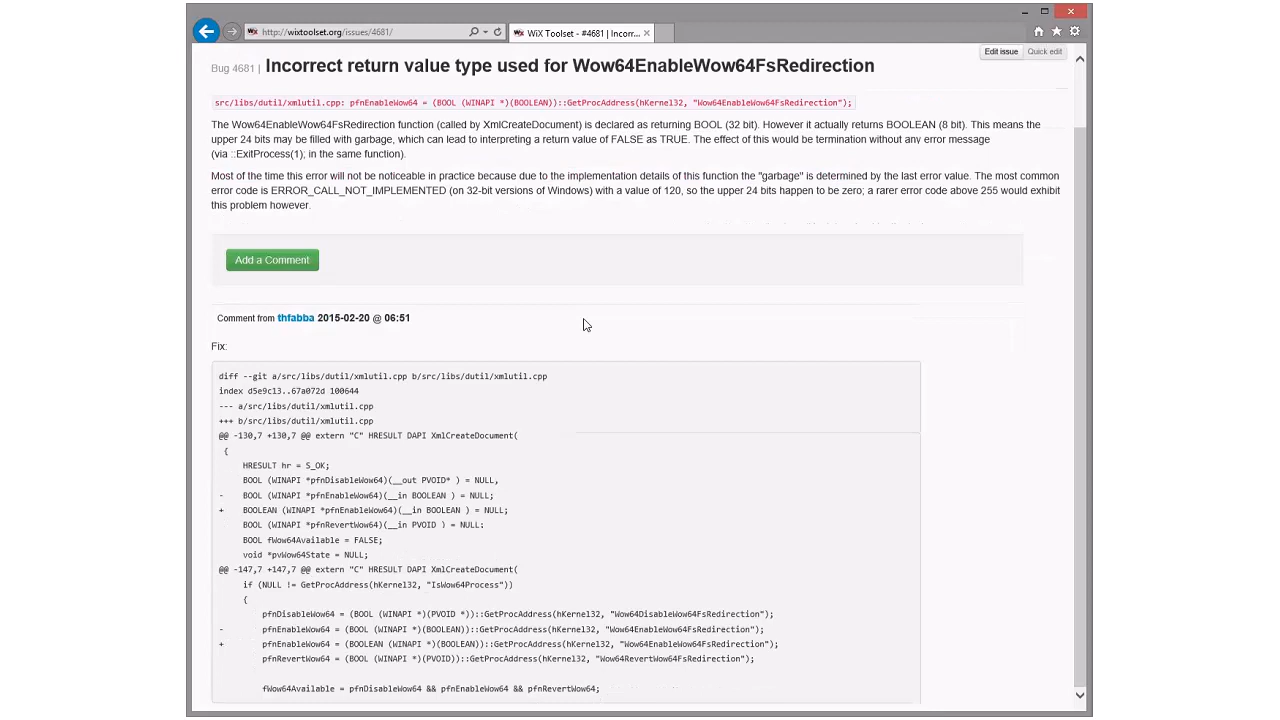 http://wixtoolset.org/issues/4681/
WiX Toolset - #4681 | Incorr...
Edit issue Quick edit
Bug 4681 | Incorrect return value type used for Wow64EnableWow64FsRedirection
src/libs/dutil/xmlutil.cpp: pfnEnableWow64 = (BOOL (WINAPI *)(BOOLEAN))::GetProcAddress(hKernel32, "Wow64EnableWow64FsRedirection");
The Wow64EnableWow64FsRedirection function (called by XmlCreateDocument) is declared as returning BOOL (32 bit). However it actually returns BOOLEAN (8 bit). This means the
upper 24 bits may be filled with garbage, which can lead to interpreting a return value of FALSE as TRUE. The effect of this would be termination without any error message
(via ::ExitProcess(1); in the same function).
Most of the time this error will not be noticeable in practice because due to the implementation details of this function the "garbage" is determined by the last error value. The most common
error code is ERROR_CALL_NOT_IMPLEMENTED (on 32-bit versions of Windows) with a value of 120, so the upper 24 bits happen to be zero; a rarer error code above 255 would exhibit
this problem however.
Add a Comment
Comment from thfabba 2015-02-20 @ 06:51
Fix:
diff --git a/src/libs/dutil/xmlutil.cpp b/src/libs/dutil/xmlutil.cpp
index d5e9c13..67a072d 100644
--- a/src/libs/dutil/xmlutil.cpp
+++ b/src/libs/dutil/xmlutil.cpp
@@ -130,7 +130,7 @@ extern "C" HRESULT DAPI XmlCreateDocument(
{
HRESULT hr = S_OK;
BOOL (WINAPI *pfnDisableWow64)(__out PVOID* ) = NULL,
- BOOL (WINAPI *pfnEnableWow64)(__in BOOLEAN ) = NULL;
+ BOOLEAN (WINAPI *pfnEnableWow64)(__in BOOLEAN ) = NULL;
BOOL (WINAPI *pfnRevertWow64)(__in PVOID ) = NULL:
BOOL fWow64Available = FALSE;
void *pvWow64State = NULL;
@@ -147,7 +147,7 @@ extern "C" HRESULT DAPI XmlCreateDocument(
if (NULL != GetProcAddress(hKernel32, "IsWow64Process"))
{
pfnDisableWow64 = (BOOL (WINAPI *)(PVOID *))::GetProcAddress(hKernel32, "Wow64DisableWow64FsRedirection");
- pfnEnableWow64 = (BOOL (WINAPI *)(BOOLEAN))::GetProcAddress(hKernel32, "Wow64EnableWow64FsRedirection");
+ pfnEnableWow64 = (BOOLEAN (WINAPI *)(BOOLEAN))::GetProcAddress(hKernel32, "Wow64EnableWow64FsRedirection");
pfnRevertWow64 = (BOOL (WINAPI *)(PVOID))::GetProcAddress(hKernel32, "Wow64RevertWow64FsRedirection");
fWow64Available = pfnDisableWow64 && pfnEnableWow64 && pfnRevertWow64;